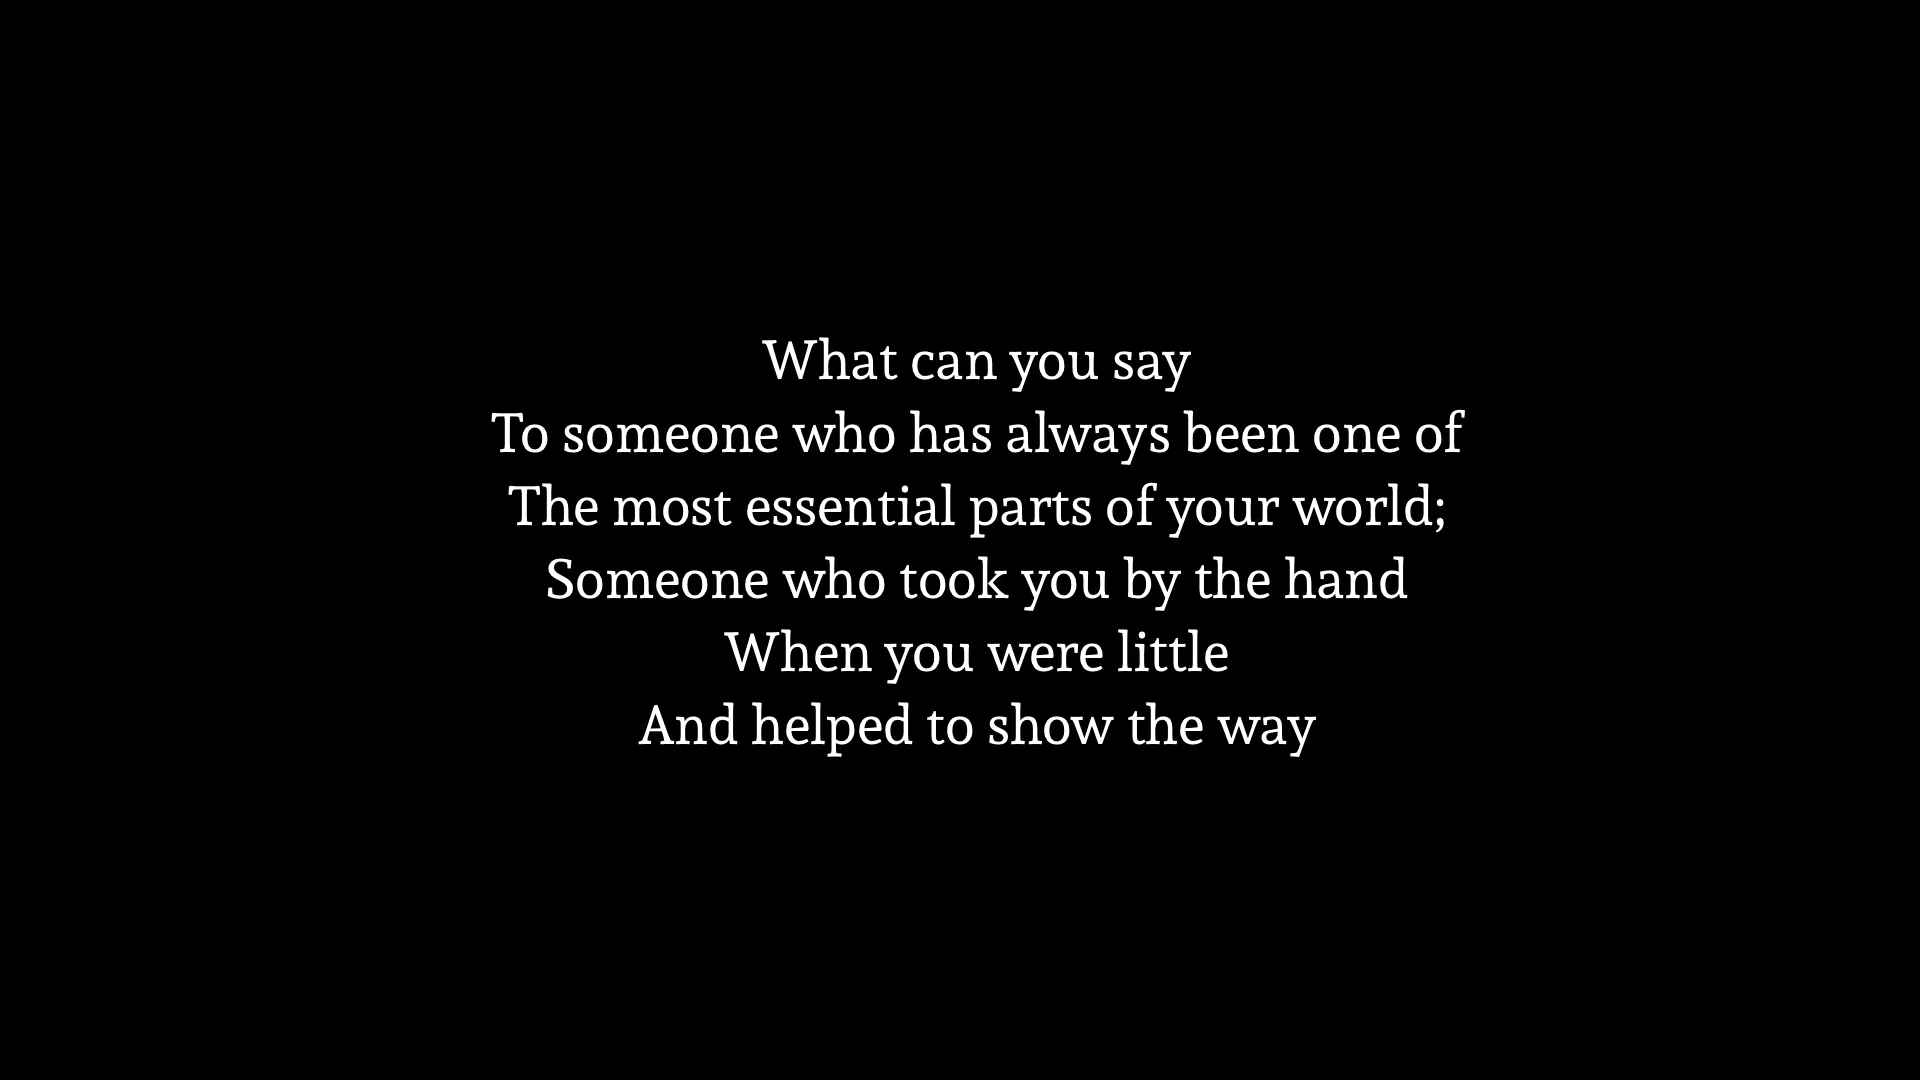 What can you say
To someone who has always been one of
The most essential parts of your world;
Someone who took you by the hand
When you were little
And helped to show the way